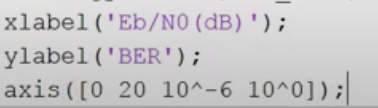 xlabel('Eb/N0(dB)');
ylabel('BER');
axis([0 20 10^-6 10^0]);